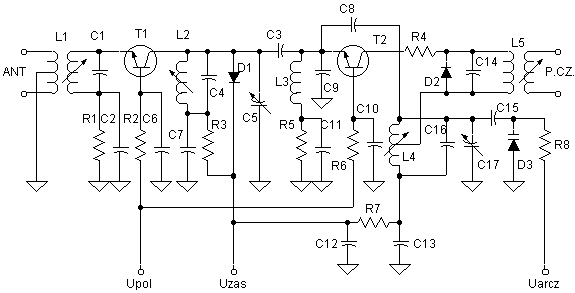 C8
L1 C1 T1 L2 C3 T2 R4 L5
ANT D1 L3 C9 D2 C14 P.CZ.
C4 C5 C10 C15
R1 C2 R2 C6 C7 R3 R5 C11 R6 L4 C16 C17 D3 R8
R7
C12 C13
Upol Uzas Uarcz